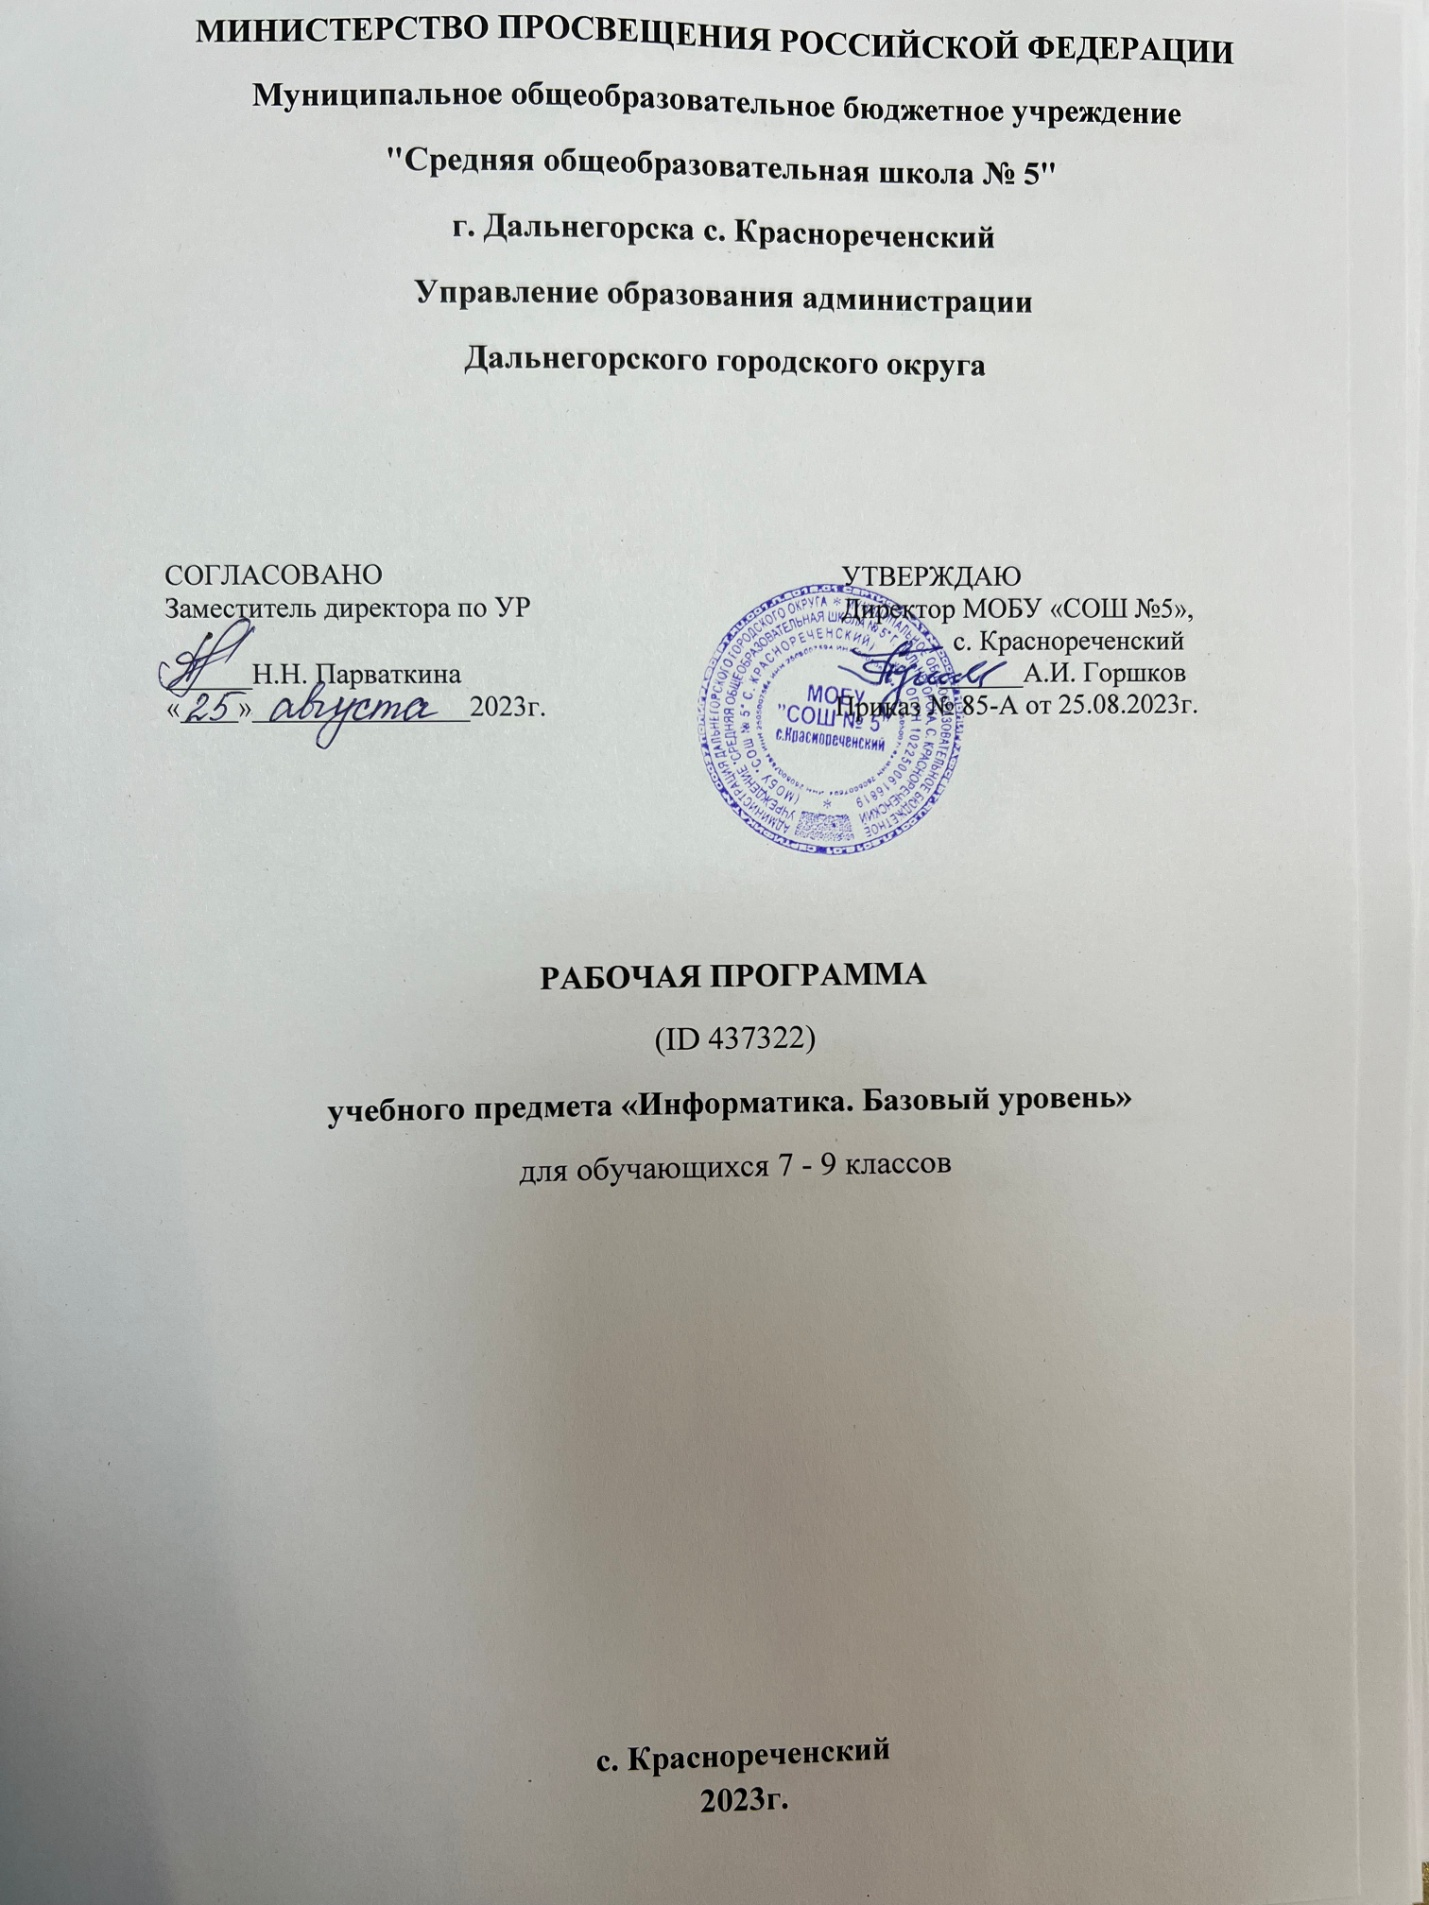 МИНИСТЕРСТВО ПРОСВЕЩЕНИЯ РОССИЙСКОЙ ФЕДЕРАЦИИ
Муниципальное общеобразовательное бюджетное учреждение
"Средняя общеобразовательная школа № 5"
г. Дальнегорска с. Краснореченский
Управление образования администрации
Дальнегорского городского округа
СОГЛАСОВАНО
Заместитель директора по УР
______Н.Н. Парваткина
«25»августа2023г.
УТВЕРЖДАЮ
Директор МОБУ «СОШ №5»,
с. Краснореченский
А.И. Горшков
Приказ № 85-А от 25.08.2023г.
МОБУ
"СОШ № 5"
с.Краснореченский
РАБОЧАЯ ПРОГРАММА
(ID 437322)
учебного предмета «Информатика. Базовый уровень»
для обучающихся 7 - 9 классов
с. Краснореченский
2023г.